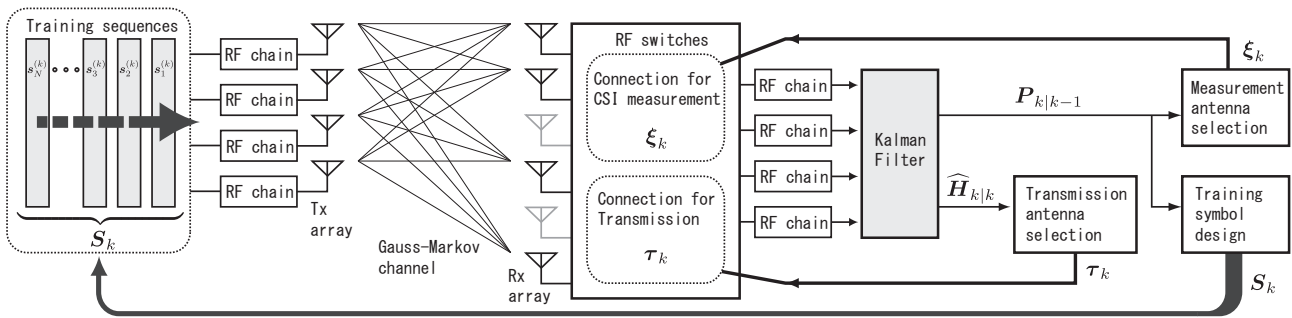 Training sequences
s_N^{(k)} s_3^{(k)} s_2^{(k)} s_1^{(k)}
S_k
RF chain
RF chain
RF chain
RF chain
Tx
array
Gauss-Markov
channel
Rx
array
RF switches
Connection for
CSI measurement
ξ_k
Connection for
Transmission
τ_k
RF chain
RF chain
RF chain
RF chain
Kalman
Filter
P_{k|k−1}
Ĥ_{k|k}
Transmission
antenna
selection
τ_k
ξ_k
Measurement
antenna
selection
Training
symbol
design
S_k